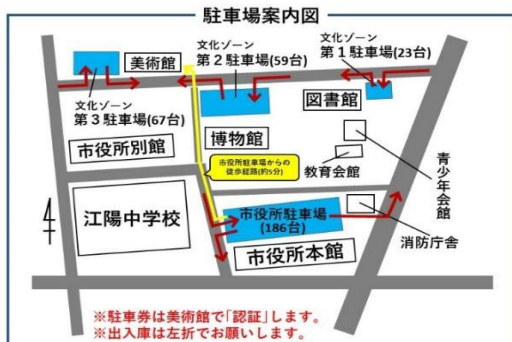 駐車場案内図
文化ゾーン
第3駐車場(67台)
美術館
文化ゾーン
第2駐車場(59台)
文化ゾーン
第1駐車場(23台)
図書館
博物館
市役所別館
市役所駐車場からの
徒歩経路(約5分)
教育会館
青少年会館
江陽中学校
市役所駐車場
(186台)
消防庁舎
市役所本館
※駐車券は美術館で「認証」します。
※出入庫は左折でお願いします。